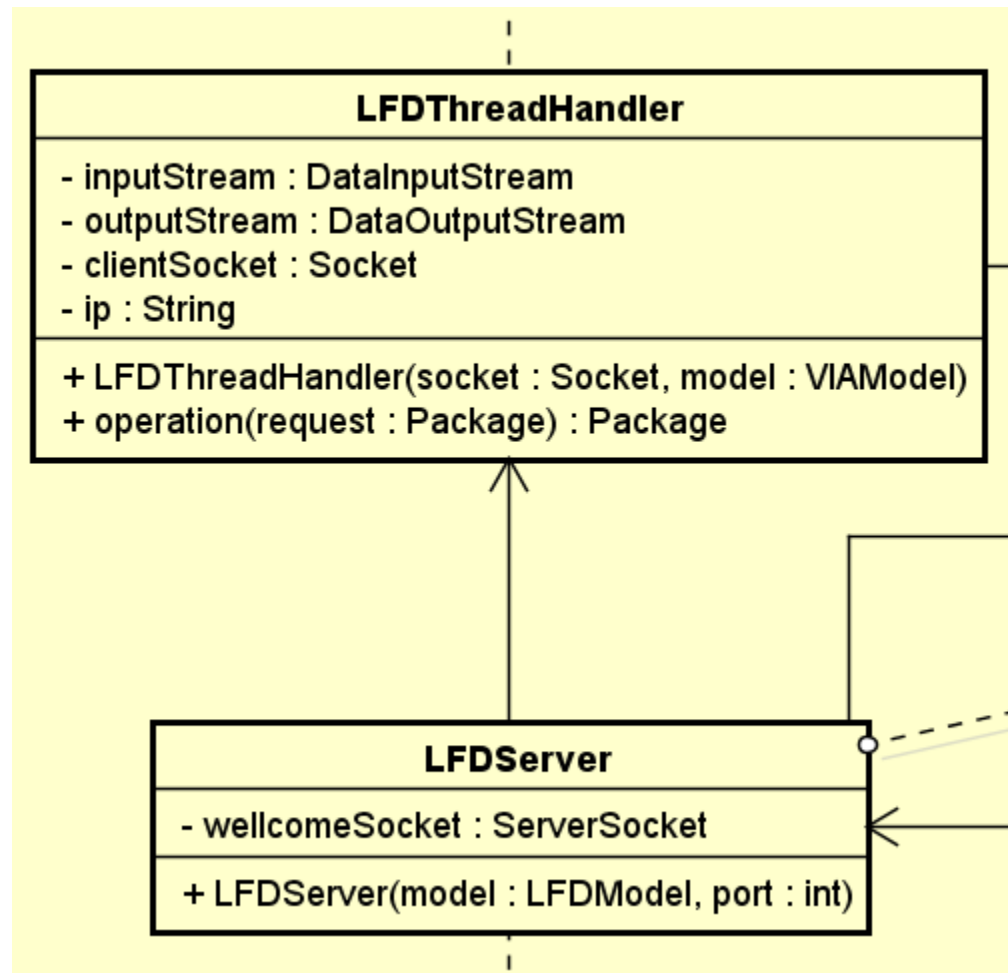 LFDThreadHandler
- inputStream : DataInputStream
- outputStream : DataOutputStream
- clientSocket : Socket
- ip : String
+ LFDThreadHandler(socket : Socket, model : VIAModel)
+ operation(request : Package) : Package
LFDServer
- wellcomeSocket : ServerSocket
+ LFDServer(model : LFDModel, port : int)